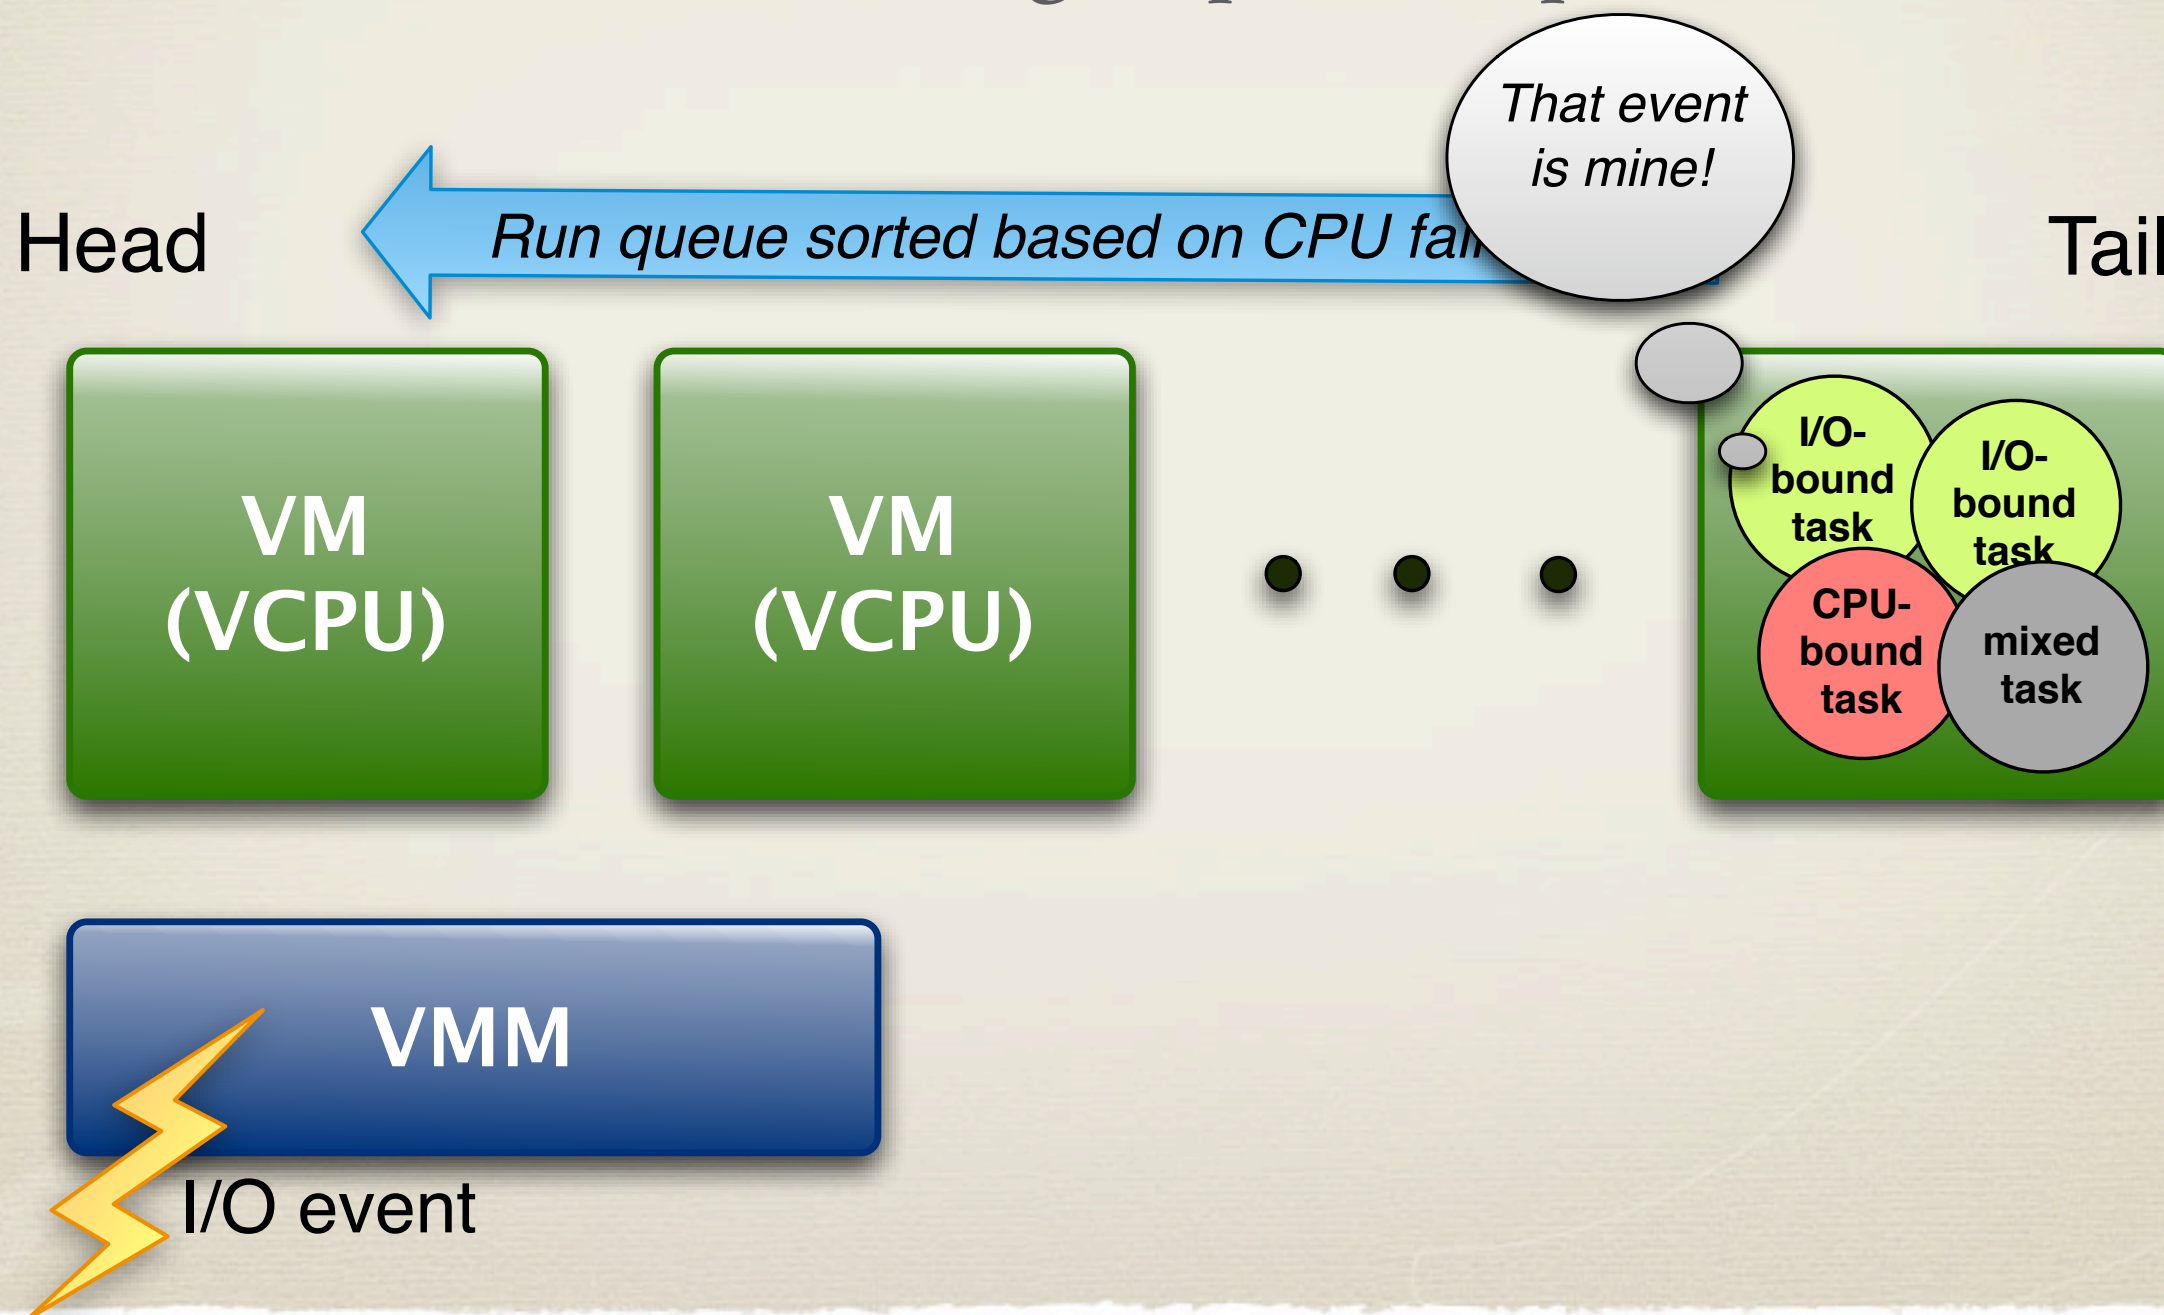 That event
is mine!
Head
Run queue sorted based on CPU
Tail
I/O-
bound
task
I/O-
bound
task
CPU-
bound
task
mixed
task
VM
(VCPU)
VM
(VCPU)
VMM
I/O event